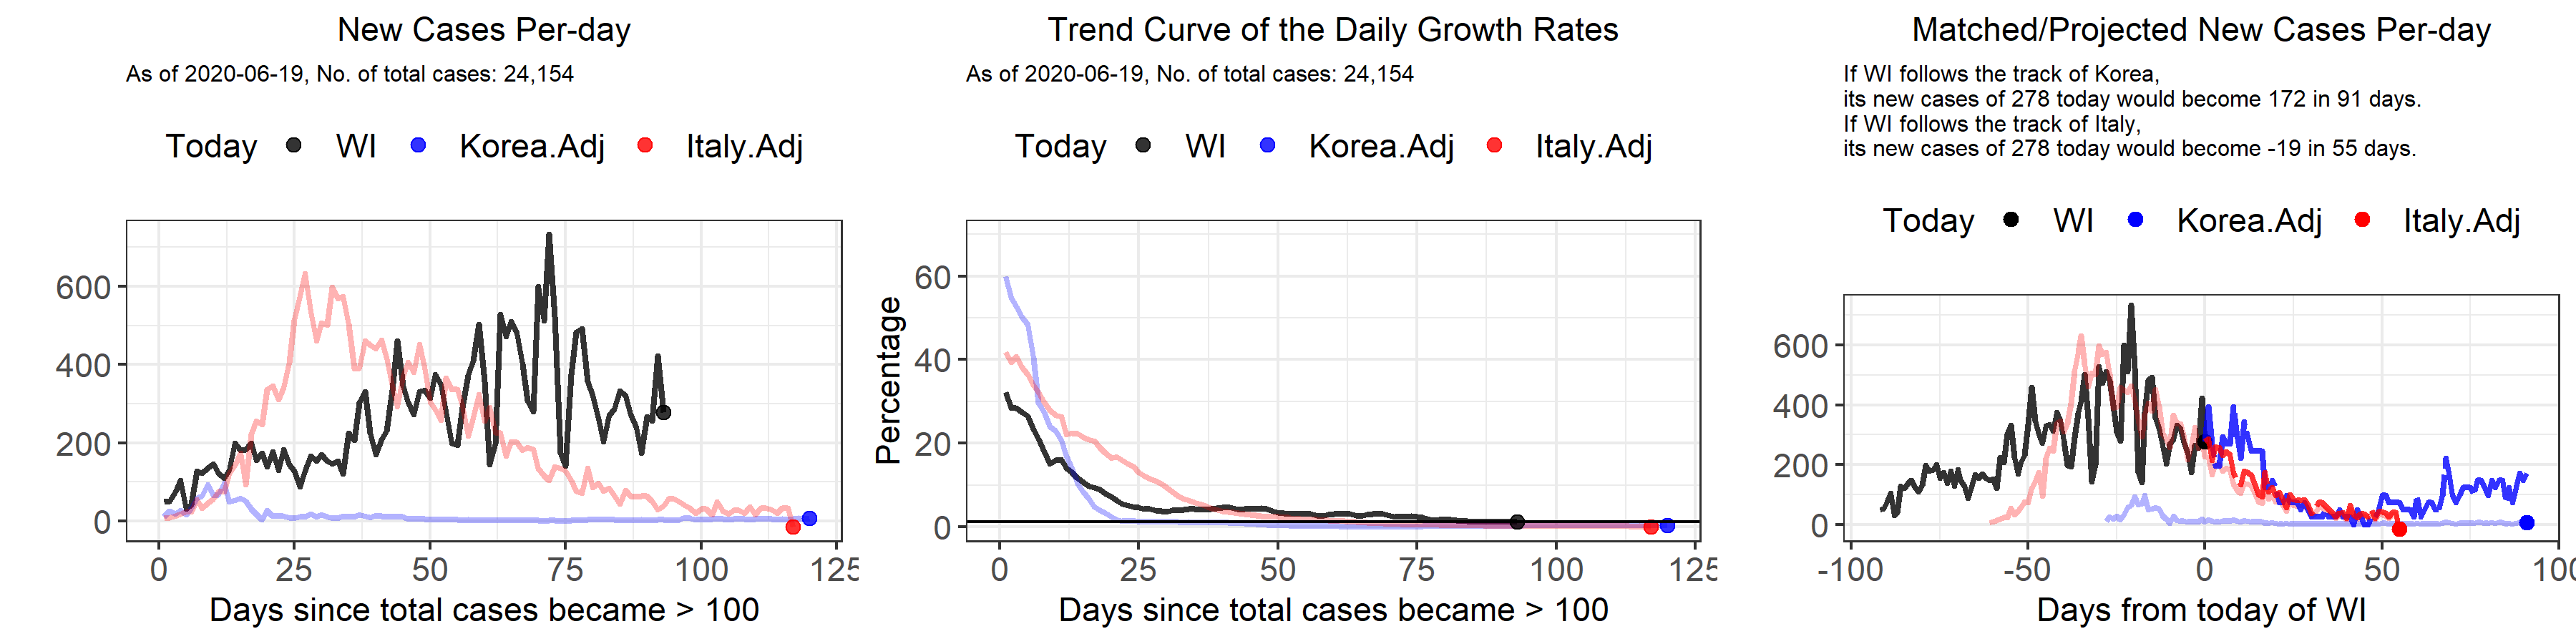 New Cases Per-day
As of 2020-06-19, No. of total cases: 24,154
Today WI Korea.Adj Italy.Adj
600
400
200
0
0 25 50 75 100 125
Days since total cases became > 100
Trend Curve of the Daily Growth Rates
As of 2020-06-19, No. of total cases: 24,154
Today WI Korea.Adj Italy.Adj
Percentage
60
40
20
0
0 25 50 75 100 125
Days since total cases became > 100
Matched/Projected New Cases Per-day
If WI follows the track of Korea,
its new cases of 278 today would become 172 in 91 days.
If WI follows the track of Italy,
its new cases of 278 today would become -19 in 55 days.
Today WI Korea.Adj Italy.Adj
600
400
200
0
-100 -50 0 50 100
Days from today of WI